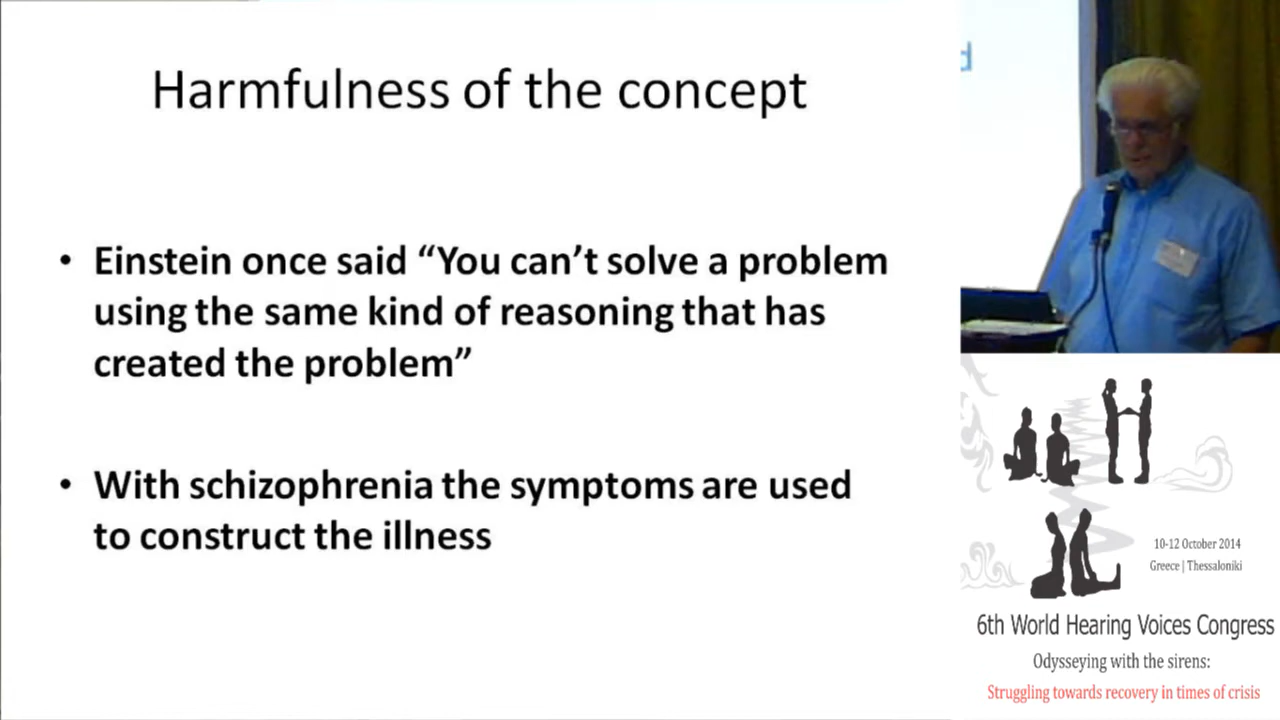 Harmfulness of the concept
• Einstein once said “You can’t solve a problem
using the same kind of reasoning that has
created the problem”
• With schizophrenia the symptoms are used
to construct the illness
d
10-12 October 2014
Greece | Thessaloniki
6th World Hearing Voices Congress
Odysseying with the sirens:
Struggling towards recovery in times of crisis